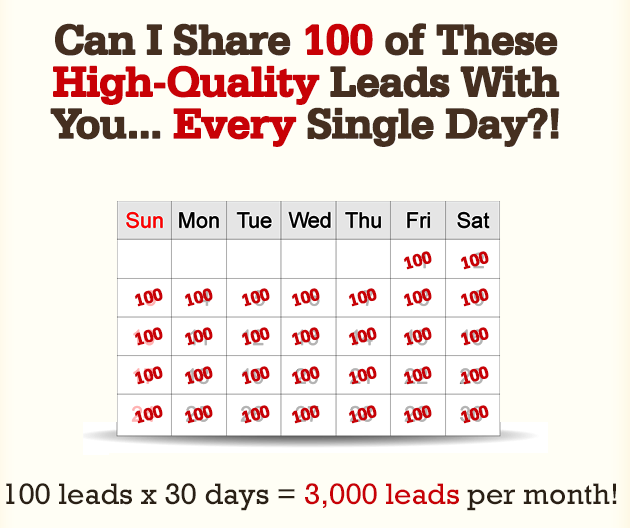 Can I Share 100 of These
High-Quality Leads With
You... Every Single Day?!
Sun Mon Tue Wed Thu Fri Sat
100 100
100 100 100 100 100 100 100
100 100 100 100 100 100 100
100 100 100 100 100 100 100
100 100 100 100 100 100 100
100 leads x 30 days = 3,000 leads per month!